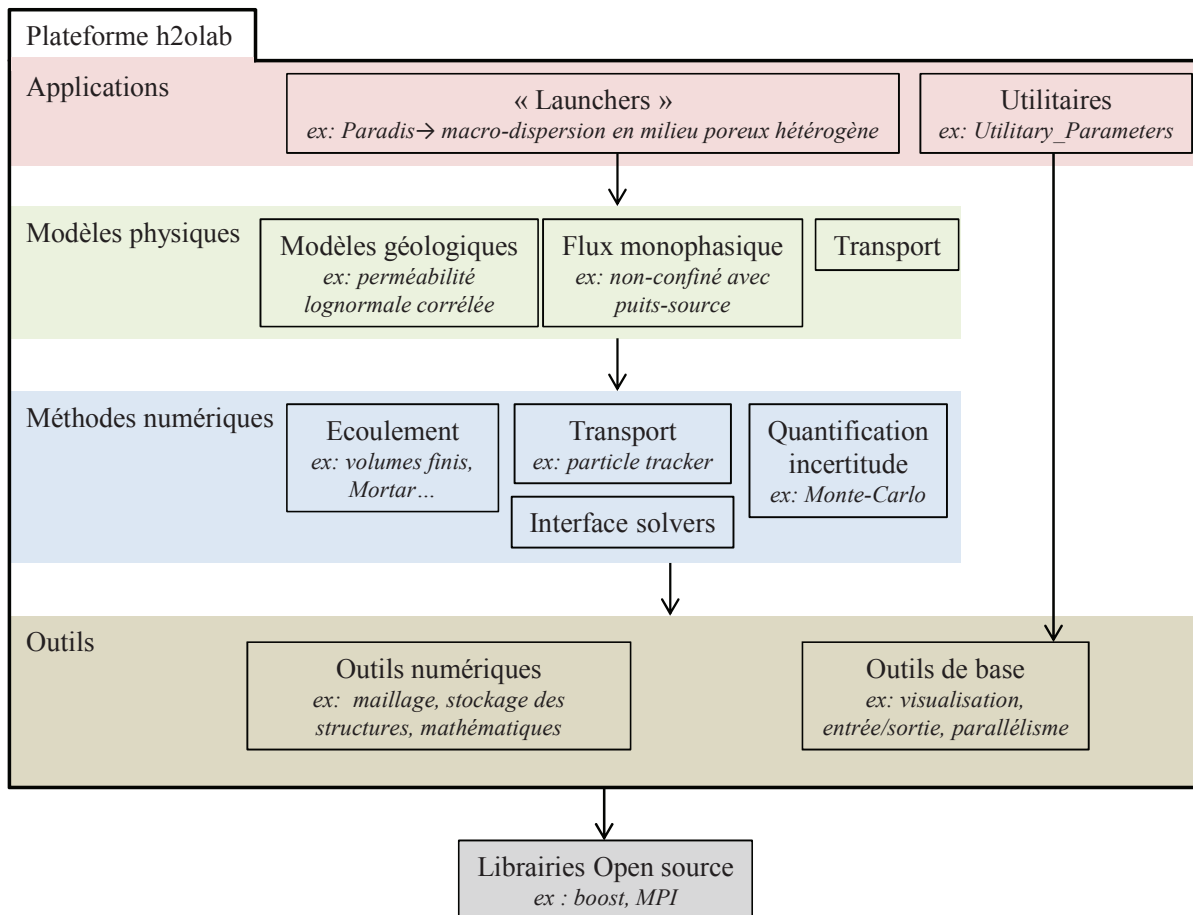 Plateforme h2olab
Applications
« Launchers »
ex: Paradis→ macro-dispersion en milieu poreux hétérogène
Utilitaires
ex: Utilitary_Parameters
Modèles physiques
Modèles géologiques
ex: perméabilité
lognormale corrélée
Flux monophasique
ex: non-confiné avec
puits-source
Transport
Méthodes numériques
Ecoulement
ex: volumes finis,
Mortar…
Transport
ex: particle tracker
Interface solvers
Quantification
incertitude
ex: Monte-Carlo
Outils
Outils numériques
ex:  maillage, stockage des
structures, mathématiques
Outils de base
ex: visualisation,
entrée/sortie, parallélisme
Librairies Open source
ex : boost, MPI